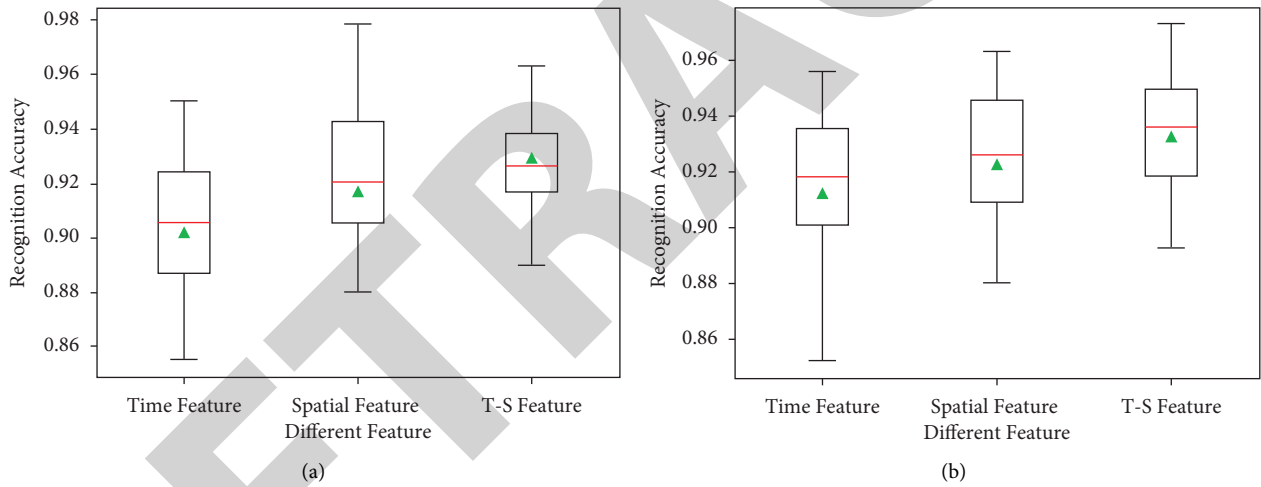 0.98
0.96
0.94
0.92
0.90
0.88
0.86
Recognition Accuracy
Time Feature
Spatial Feature
T-S Feature
Different Feature
(a)
0.96
0.94
0.92
0.90
0.88
0.86
Recognition Accuracy
Time Feature
Spatial Feature
T-S Feature
Different Feature
(b)
ETRAC